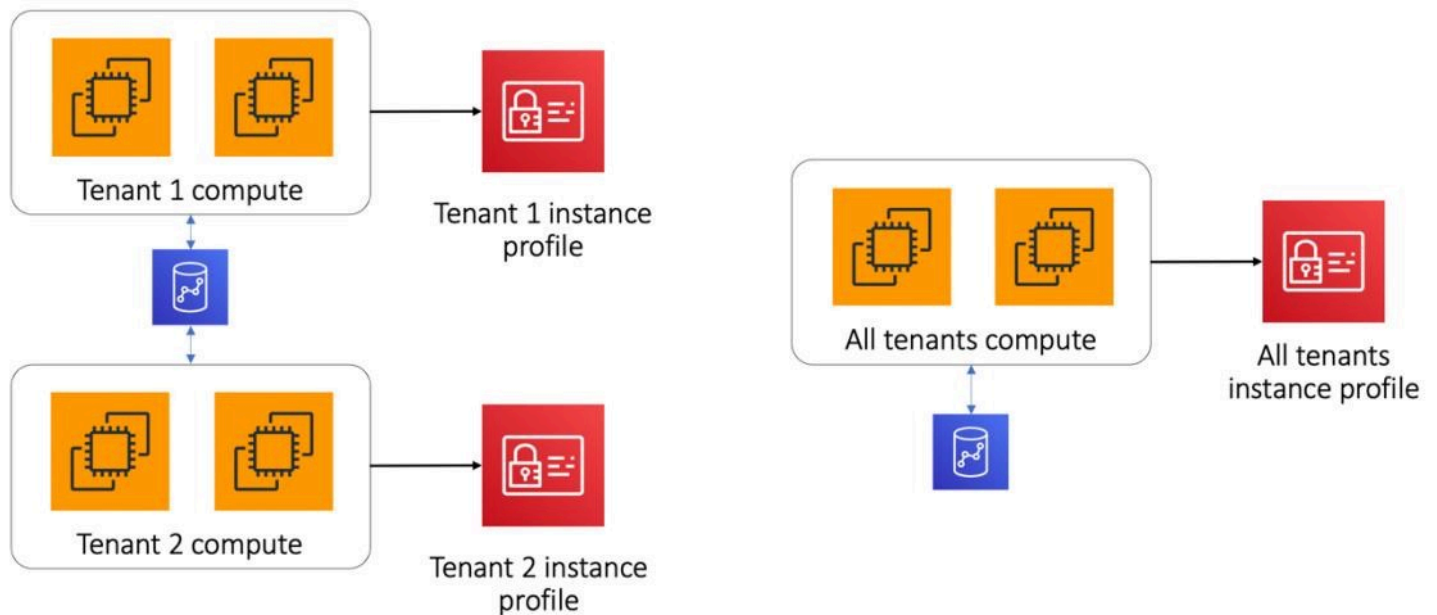 Tenant 1 compute
Tenant 1 instance
profile
Tenant 2 compute
Tenant 2 instance
profile
All tenants compute
All tenants
instance profile